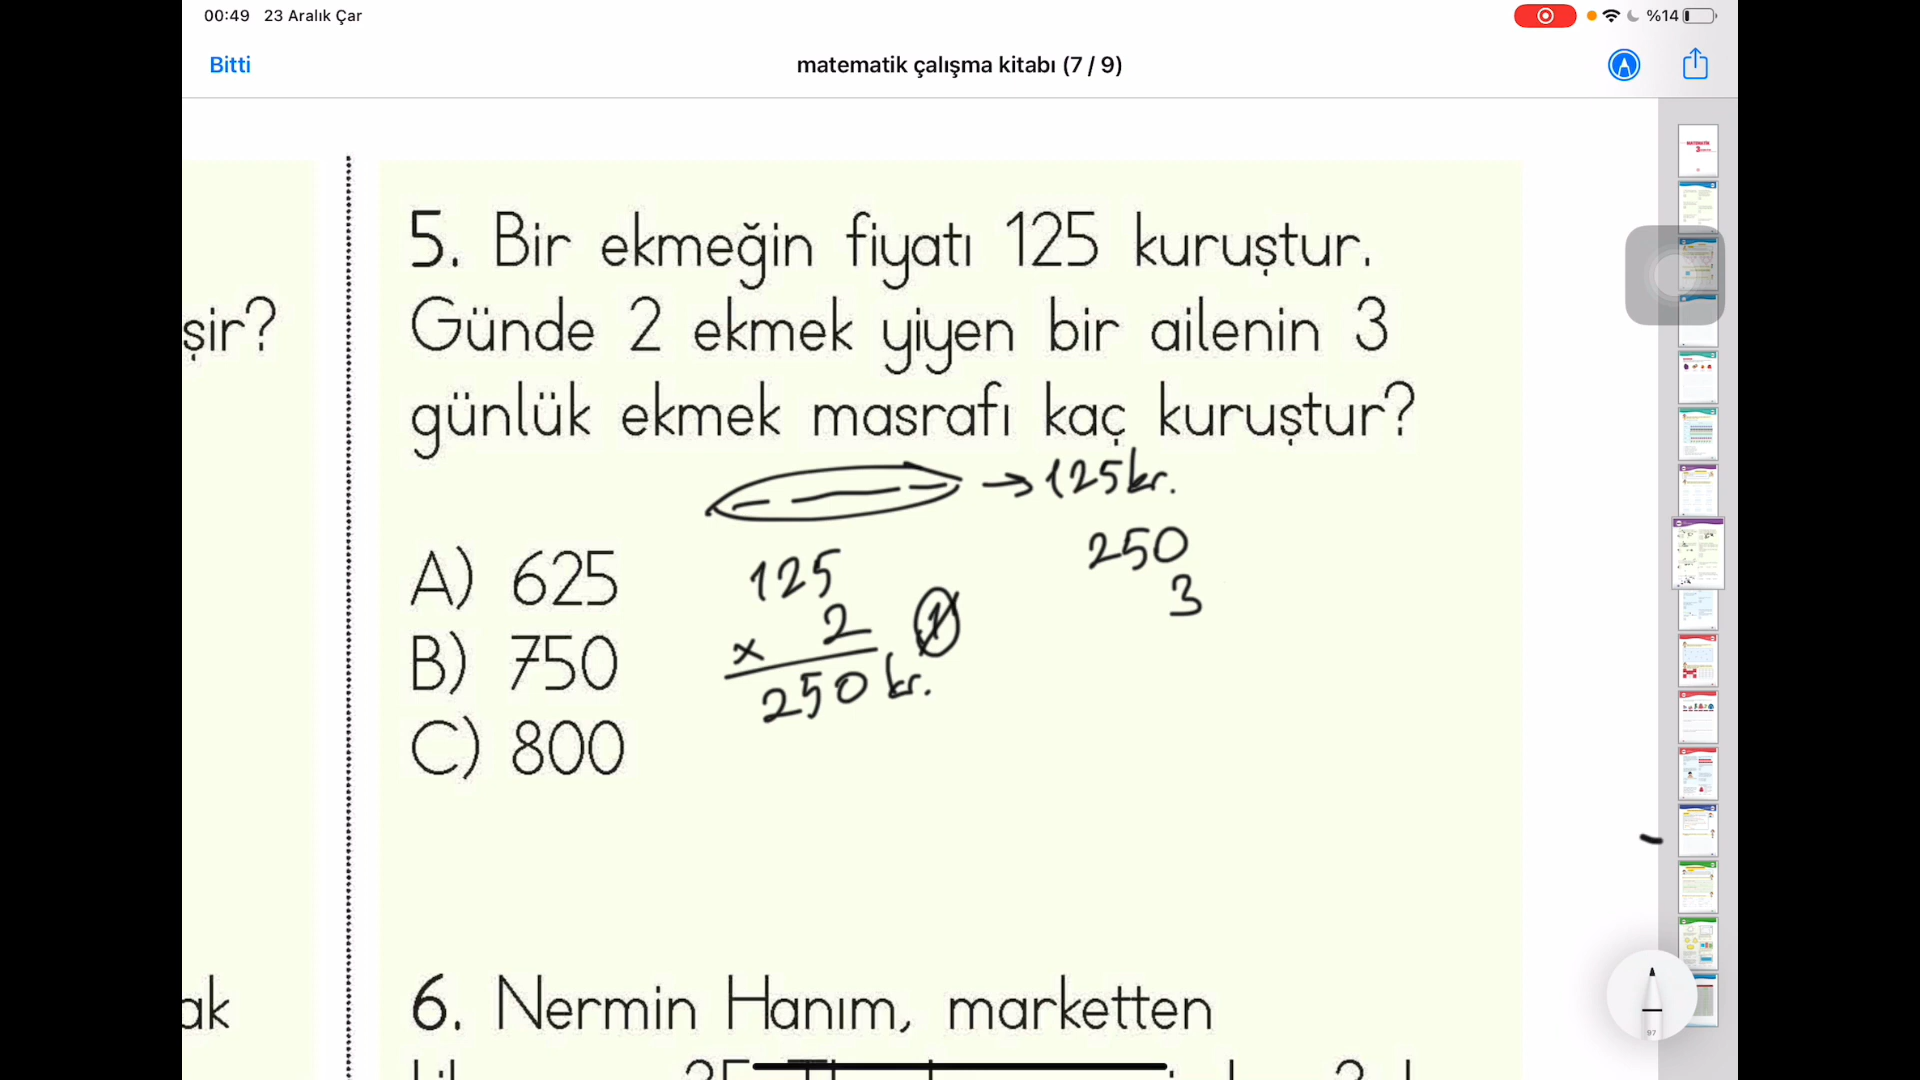 00:49 23 Aralık Çar
%14
Bitti
matematik çalışma kitabı (7 / 9)
şir?
ak
5. Bir ekmeğin fiyatı 125 kuruştur.
Günde 2 ekmek yiyen bir ailenin 3
günlük ekmek masrafı kaç kuruştur?
→ 125 kr.
A) 625
B) 750
C) 800
125
x 2
250 kr.
1
250
3
6. Nermin Hanım, marketten
97